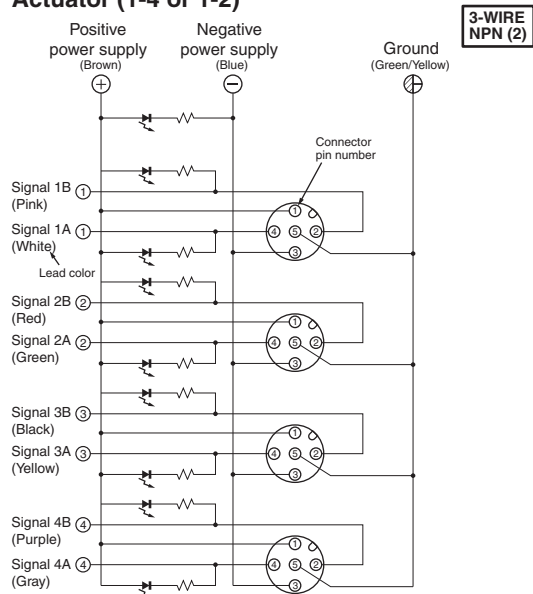 Actuator (1-4 or 1-2)
3-WIRE
NPN (2)
Positive
power supply
(Brown)
Negative
power supply
(Blue)
Ground
(Green/Yellow)
+
−
Connector
pin number
Signal 1B ①
(Pink)
Signal 1A ①
(White)
Lead color
① ④ ⑤ ② ③
Signal 2B ②
(Red)
Signal 2A ②
(Green)
① ④ ⑤ ② ③
Signal 3B ③
(Black)
Signal 3A ③
(Yellow)
① ④ ⑤ ② ③
Signal 4B ④
(Purple)
Signal 4A ④
(Gray)
① ④ ⑤ ② ③